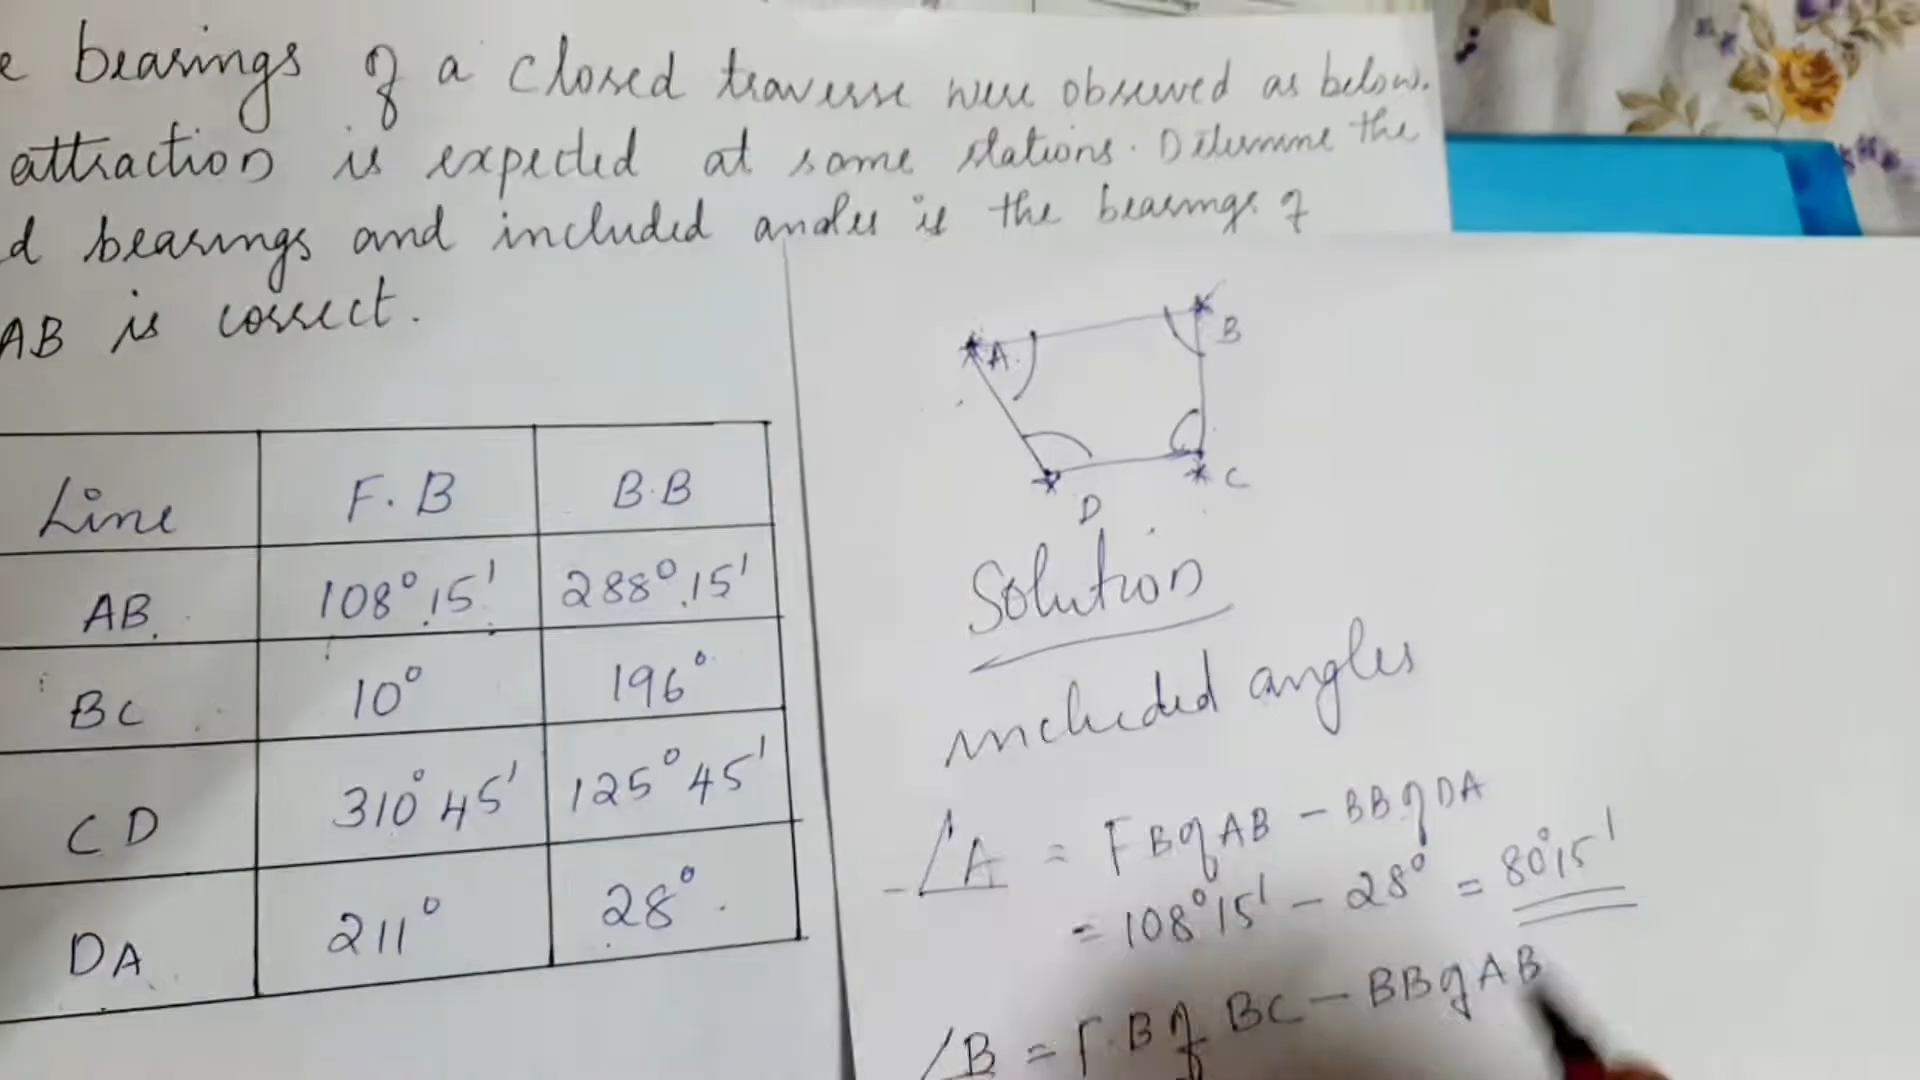 e bearings of a closed traverse were observed as below.
attraction is expected at some stations. Determine the
d bearings and included angles if the bearings of
AB is correct.
Line F.B B.B
AB 108° 15' 288° 15'
BC 10° 196°
CD 310° 45' 125° 45'
DA 211° 28°
A
B
C
D
Solution
included angles
∠A = FB of AB - BB of DA
= 108°15' - 28° = 80°15'
∠B = F.B of BC - BB of AB